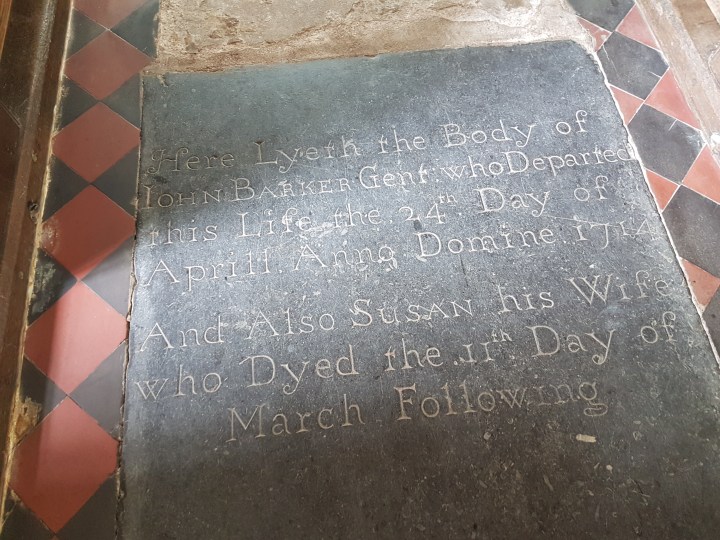 Here Lyeth the Body of
IOHN BARKER Gent: who Departed
this Life the 24th Day of
Aprill Anno Domine 1714
And Also SUSAN his Wife
who Dyed the 11th Day of
March Following